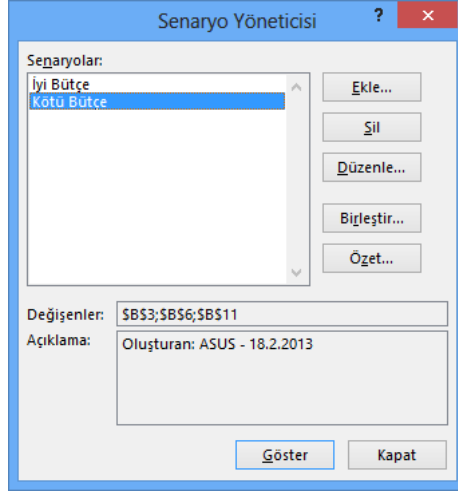 Senaryo Yöneticisi ? ×
Senaryolar:
İyi Bütçe
Kötü Bütçe
Ekle...
Sil
Düzenle...
Birleştir...
Özet...
Değişenler: $B$3;$B$6;$B$11
Açıklama: Oluşturan: ASUS - 18.2.2013
Göster Kapat